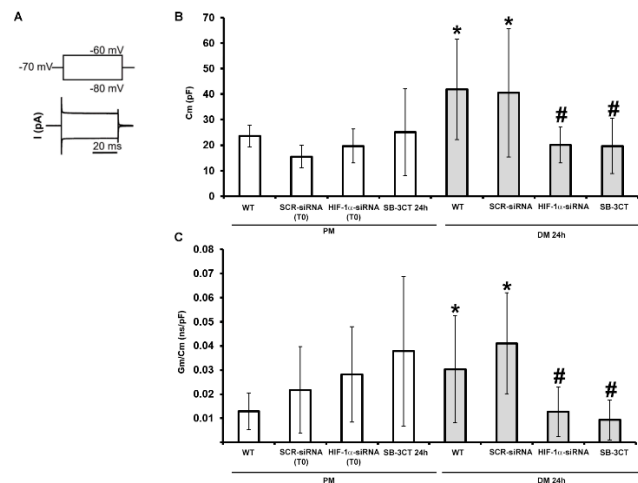 A
-60 mV
-70 mV
-80 mV
I (pA)
20 ms
B
Cm (pF)
80
70
60
50
40
30
20
10
0
* * # #
WT SCR-siRNA (T0) HIF-1α-siRNA (T0) SB-3CT 24h WT SCR-siRNA HIF-1α-siRNA SB-3CT
PM DM 24h
C
Gm/Cm (ns/pF)
0.08
0.07
0.06
0.05
0.04
0.03
0.02
0.01
0
* * # #
WT SCR-siRNA (T0) HIF-1α-siRNA (T0) SB-3CT 24h WT SCR-siRNA HIF-1α-siRNA SB-3CT
PM DM 24h